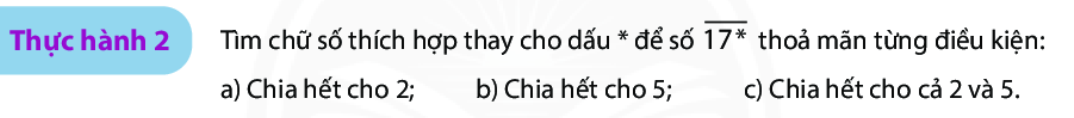 Thực hành 2 Tìm chữ số thích hợp thay cho dấu * để số 17* thoả mãn từng điều kiện:
a) Chia hết cho 2; b) Chia hết cho 5; c) Chia hết cho cả 2 và 5.